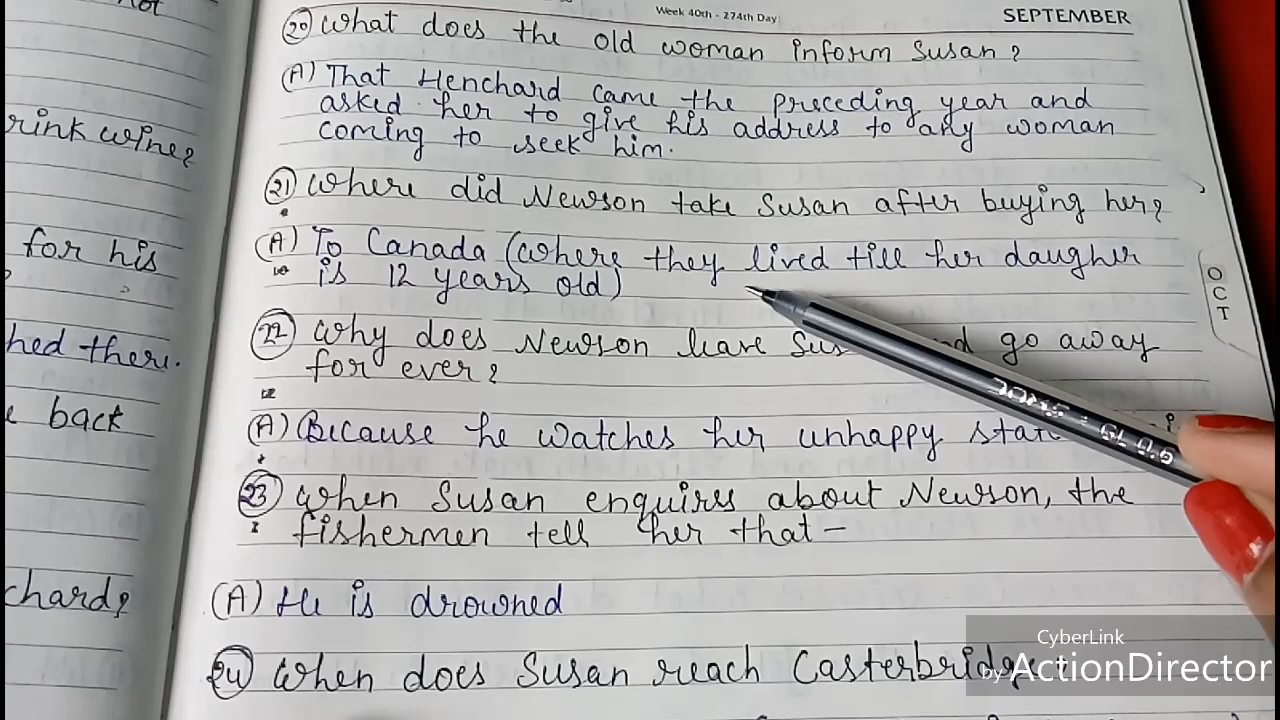 not
rink wine?
for his
?
hed there.
back
chard?
Week 40th - 274th Day
SEPTEMBER
20 What does the old woman inform Susan?
(A) That Henchard came the preceding year and
asked her to give his address to any woman
coming to seek him.
21 Where did Newson take Susan after buying her?
(A) To Canada (where they lived till her daugher
is 12 years old)
22 Why does Newson leave go away
for ever?
(A) Because he watches her unhappy
23 When Susan enquires about Newson, the
fishermen tell her that -
(A) He is drowned
24 When does Susan reach Casterbridge
OCT
CyberLink
by ActionDirector